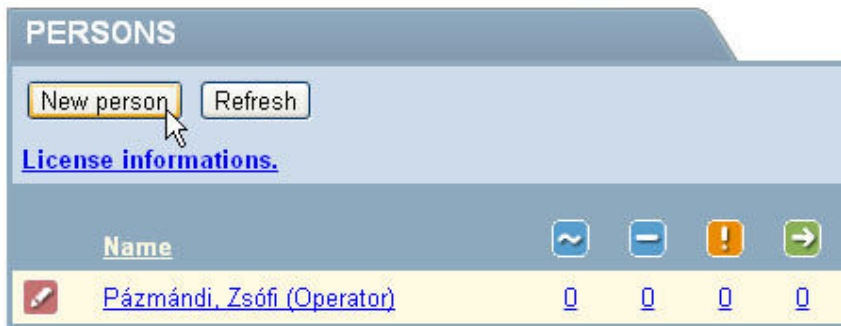 PERSONS
New person Refresh
License informations.
Name
Pázmándi, Zsófi (Operator) 0 0 0 0